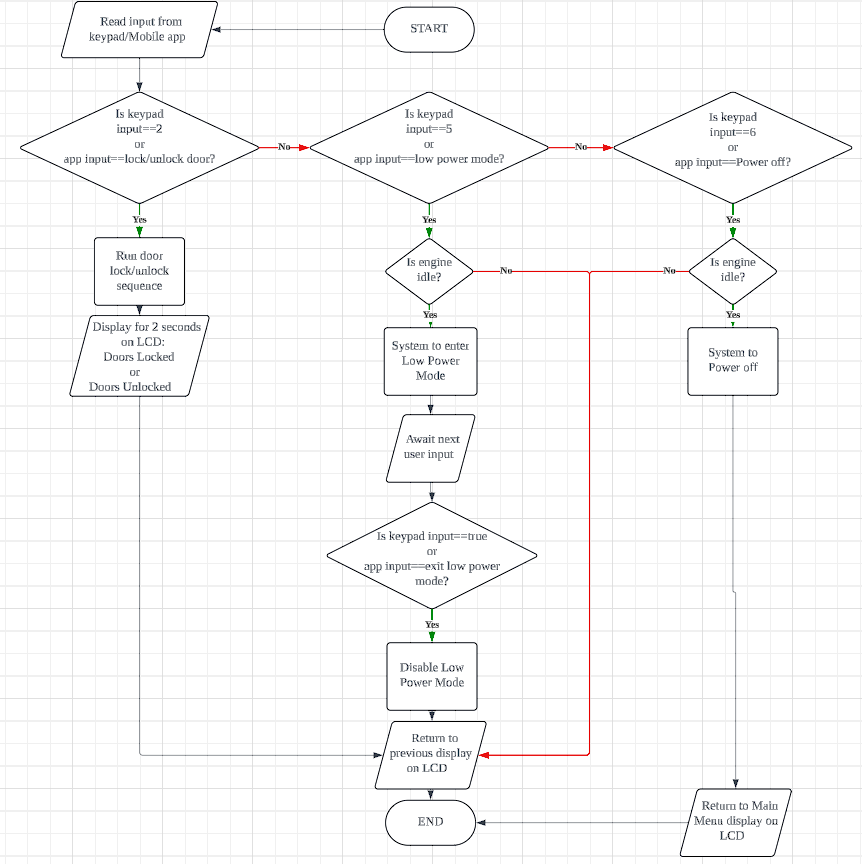 START
Read input from
keypad/Mobile app
Is keypad
input==2
or
app input==lock/unlock door?
No
Is keypad
input==5
or
app input==low power mode?
No
Is keypad
input==6
or
app input==Power off?
Yes
Yes
Yes
Run door
lock/unlock
sequence
Is engine
idle?
No
No
Is engine
idle?
Yes
Yes
Display for 2 seconds
on LCD:
Doors Locked
or
Doors Unlocked
System to enter
Low Power
Mode
System to
Power off
Await next
user input
Is keypad input==true
or
app input==exit low power
mode?
Yes
Disable Low
Power Mode
Return to
previous display
on LCD
END
Return to Main
Menu display on
LCD